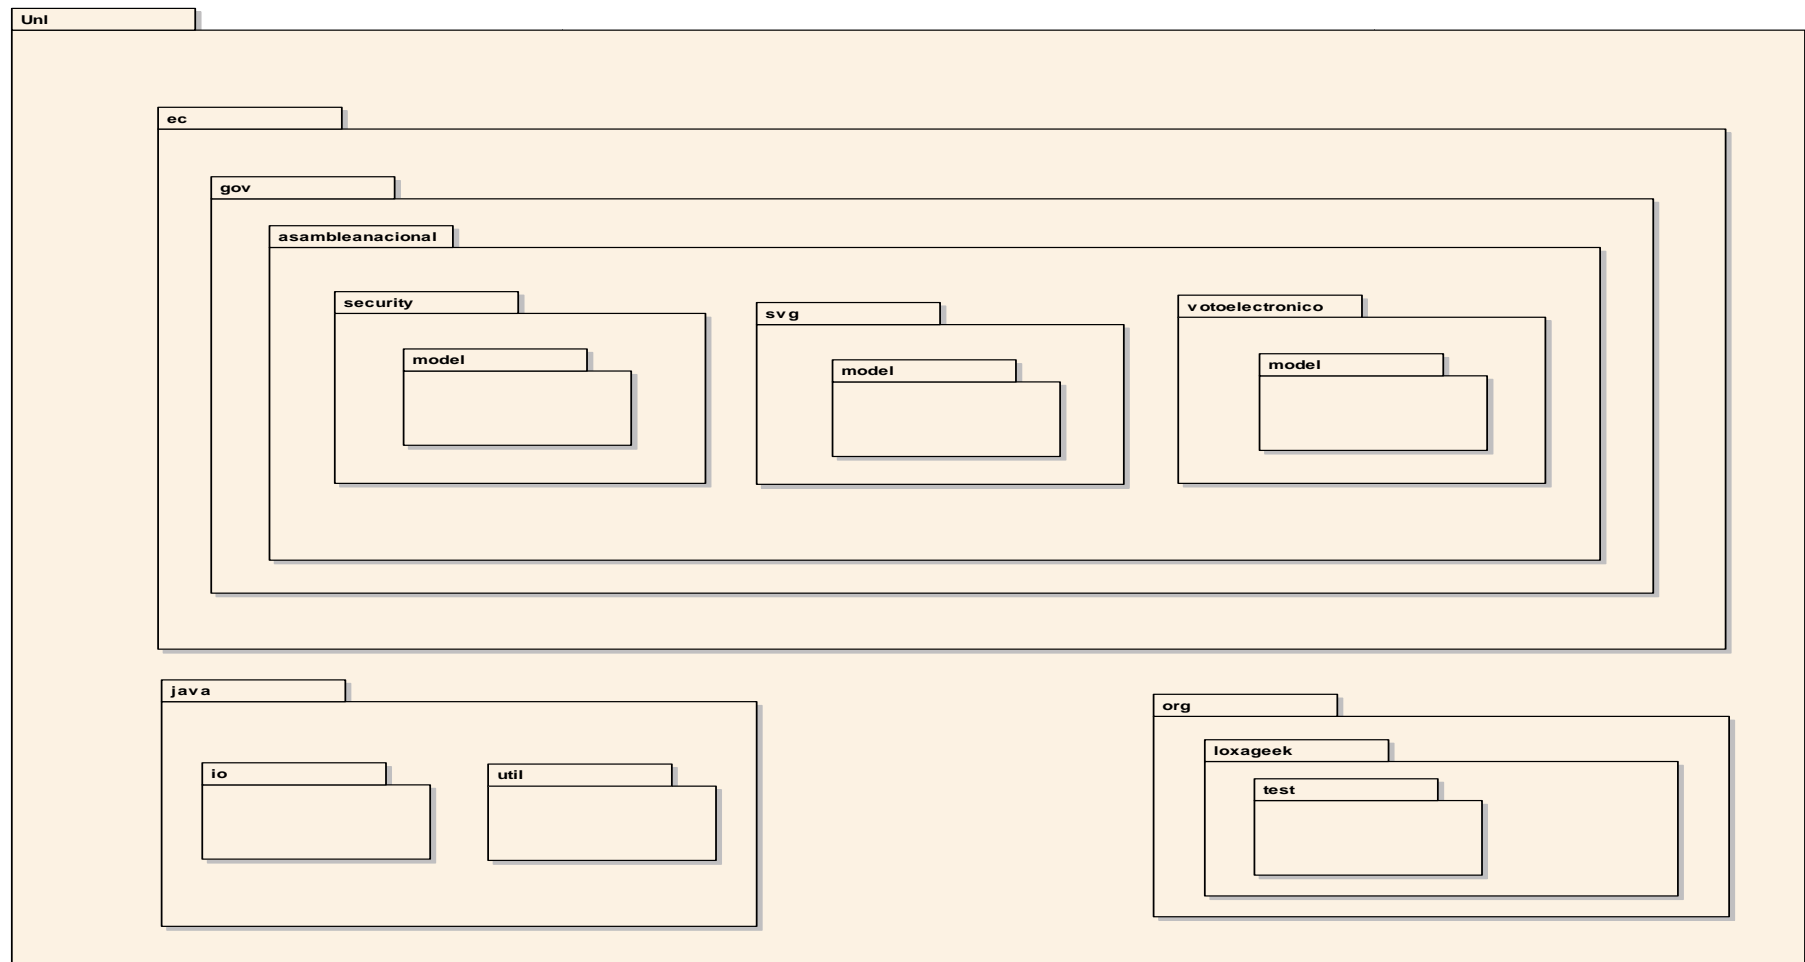 Unl
ec
gov
asambleanacional
security
svg
votoelectronico
model
model
model
java
org
loxageek
io
util
test